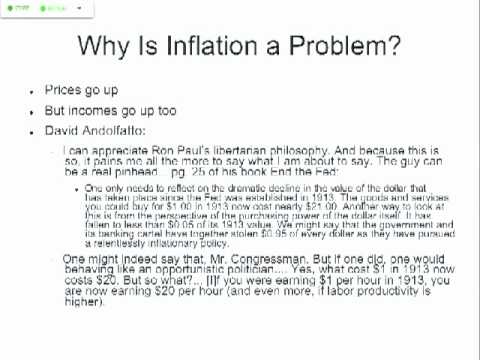 Why Is Inflation a Problem?
Prices go up
But incomes go up too
David Andolfatto:
I can appreciate Ron Paul's libertarian philosophy. And because this is
so, it pains me all the more to say what I am about to say. The guy can
be a real pinhead... pg. 25 of his book End the Fed:
One only needs to reflect on the dramatic decline in the value of the dollar that
has taken place since the Fed was established in 1913. The goods and services
you could buy for $1.00 in 1913 now cost nearly $21.00. Another way to look at
this is from the perspective of the purchasing power of the dollar itself. It has
fallen to less than $0.05 of its 1913 value. We might say that the government and
its banking cartel have together stolen $0.95 of every dollar as they have pursued
a relentlessly inflationary policy.
One might indeed say that, Mr. Congressman. But if one did, one would
behaving like an opportunistic politician.... Yes, what cost $1 in 1913 now
costs $20. But so what?... [I]f you were earning $1 per hour in 1913, you
are now earning $20 per hour (and even more, if labor productivity is
higher).